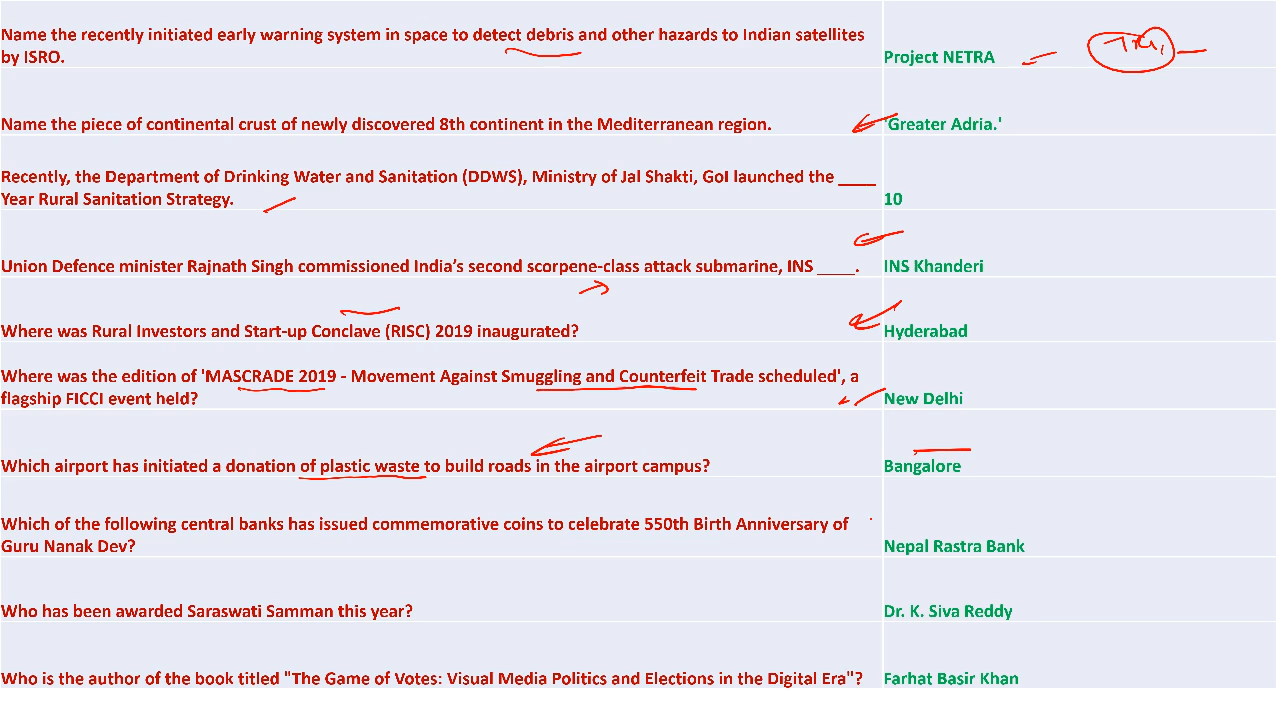 Name the recently initiated early warning system in space to detect debris and other hazards to Indian satellites
by ISRO.
Project NETRA
Name the piece of continental crust of newly discovered 8th continent in the Mediterranean region.
'Greater Adria.'
Recently, the Department of Drinking Water and Sanitation (DDWS), Ministry of Jal Shakti, GoI launched the ____
Year Rural Sanitation Strategy.
10
Union Defence minister Rajnath Singh commissioned India's second scorpene-class attack submarine, INS ____.
INS Khanderi
Where was Rural Investors and Start-up Conclave (RISC) 2019 inaugurated?
Hyderabad
Where was the edition of 'MASCRADE 2019 - Movement Against Smuggling and Counterfeit Trade scheduled', a
flagship FICCI event held?
New Delhi
Which airport has initiated a donation of plastic waste to build roads in the airport campus?
Bangalore
Which of the following central banks has issued commemorative coins to celebrate 550th Birth Anniversary of
Guru Nanak Dev?
Nepal Rastra Bank
Who has been awarded Saraswati Samman this year?
Dr. K. Siva Reddy
Who is the author of the book titled "The Game of Votes: Visual Media Politics and Elections in the Digital Era"?
Farhat Basir Khan